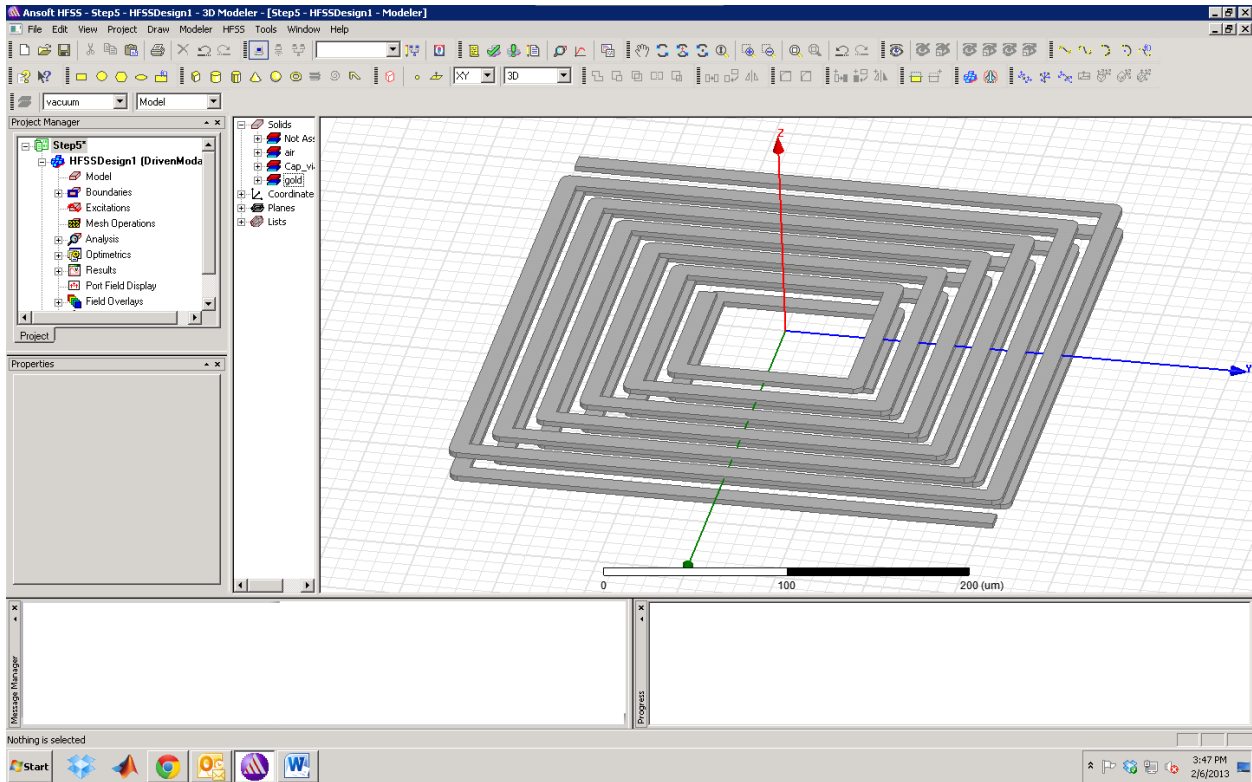 Ansoft HFSS - Step5 - HFSSDesign1 - 3D Modeler - [Step5 - HFSSDesign1 - Modeler]
File Edit View Project Draw Modeler HFSS Tools Window Help
XY 3D
vacuum Model
Project Manager
Step5*
HFSSDesign1 (DrivenModa
Model
Boundaries
Excitations
Mesh Operations
Analysis
Optimetrics
Results
Port Field Display
Field Overlays
Project
Properties
Solids
Not Ass
air
Cap_vi
gold
Coordinate
Planes
Lists
Z
Y
0 100 200 (um)
Message Manager
Progress
Nothing is selected
Start
3:47 PM
2/6/2013